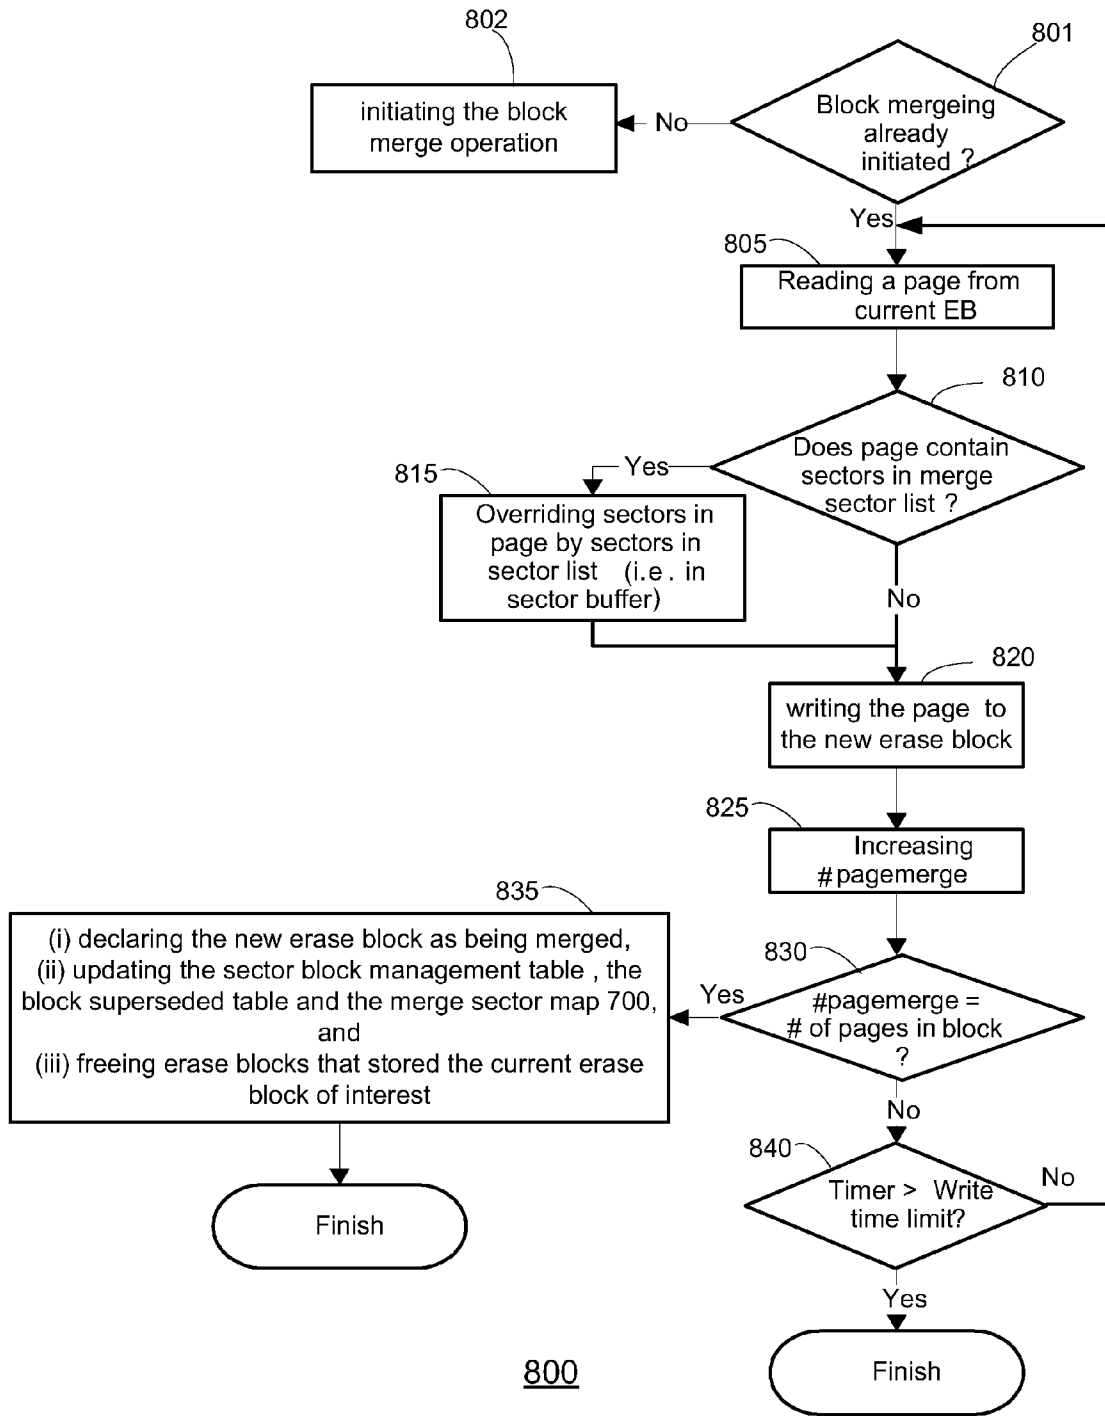 802
801
initiating the block
merge operation
No
Block mergeing
already
initiated ?
Yes
805
Reading a page from
current EB
810
Does page contain
sectors in merge
sector list ?
Yes
815
Overriding sectors in
page by sectors in
sector list (i.e. in
sector buffer)
No
820
writing the page to
the new erase block
825
Increasing
#pagemerge
835
(i) declaring the new erase block as being merged,
(ii) updating the sector block management table , the
block superseded table and the merge sector map 700,
and
(iii) freeing erase blocks that stored the current erase
block of interest
830
Yes
#pagemerge =
# of pages in block
?
No
840
Timer > Write
time limit?
No
Finish
Yes
Finish
800